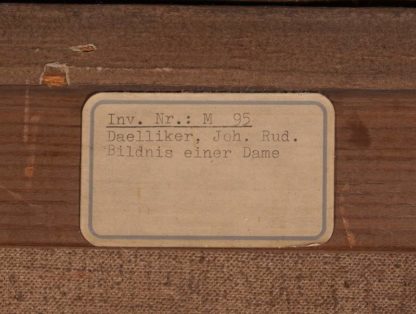 Inv. Nr.: M 95
Daelliker, Joh. Rud.
Bildnis einer Dame